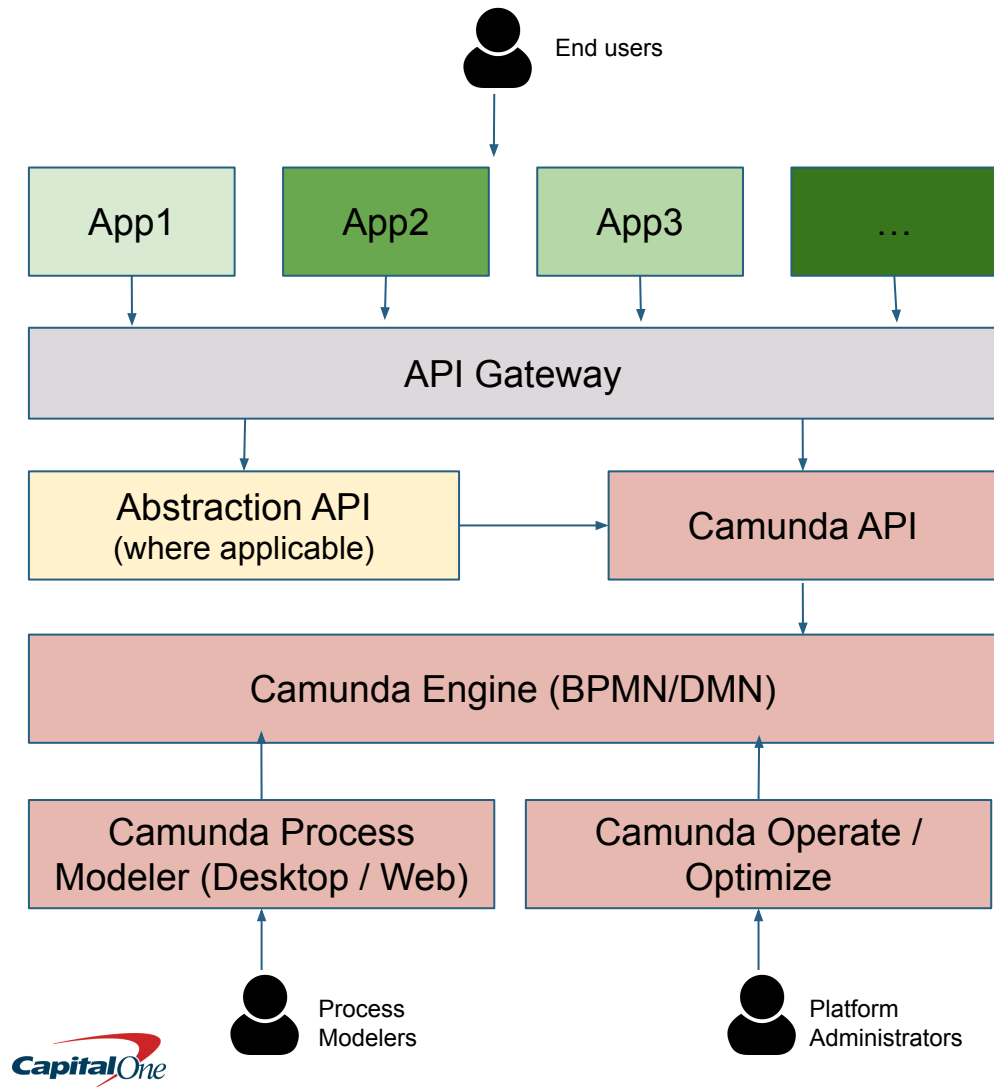 End users
App1
App2
App3
...
API Gateway
Abstraction API
(where applicable)
Camunda API
Camunda Engine (BPMN/DMN)
Camunda Process
Modeler (Desktop / Web)
Camunda Operate /
Optimize
Process
Modelers
Platform
Administrators
CapitalOne